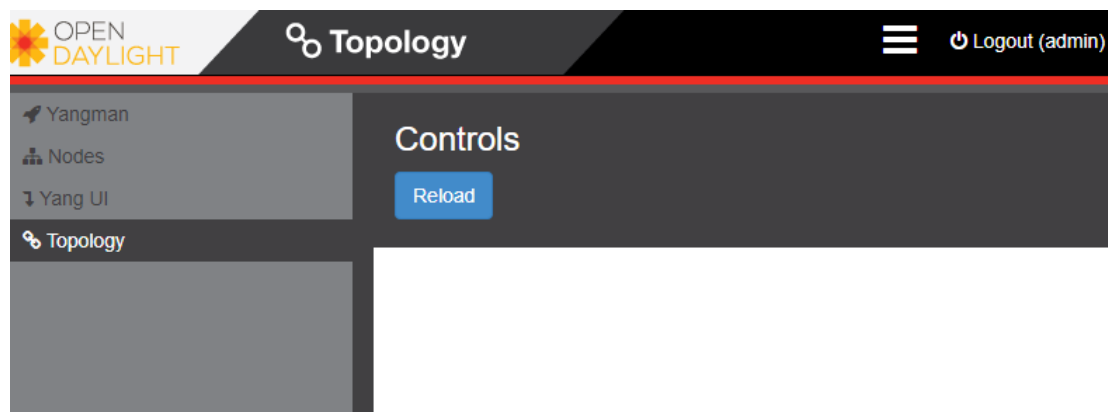 OPEN
DAYLIGHT
Topology
Logout (admin)
Yangman
Nodes
Yang UI
Topology
Controls
Reload